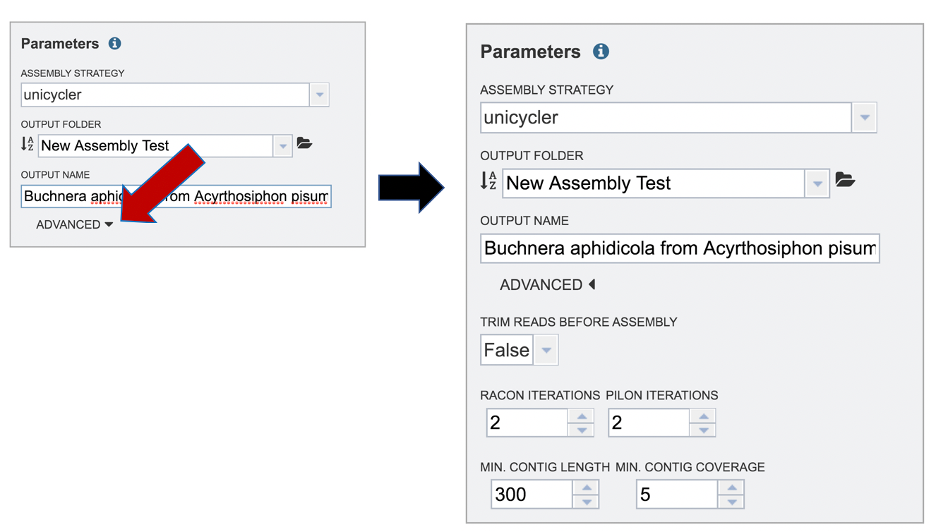 Parameters
ASSEMBLY STRATEGY
unicycler
OUTPUT FOLDER
New Assembly Test
OUTPUT NAME
Buchnera from Acyrthosiphon pisum
ADVANCED
Parameters
ASSEMBLY STRATEGY
unicycler
OUTPUT FOLDER
New Assembly Test
OUTPUT NAME
Buchnera aphidicola from Acyrthosiphon pisum
ADVANCED
TRIM READS BEFORE ASSEMBLY
False
RACON ITERATIONS PILON ITERATIONS
2 2
MIN. CONTIG LENGTH MIN. CONTIG COVERAGE
300 5